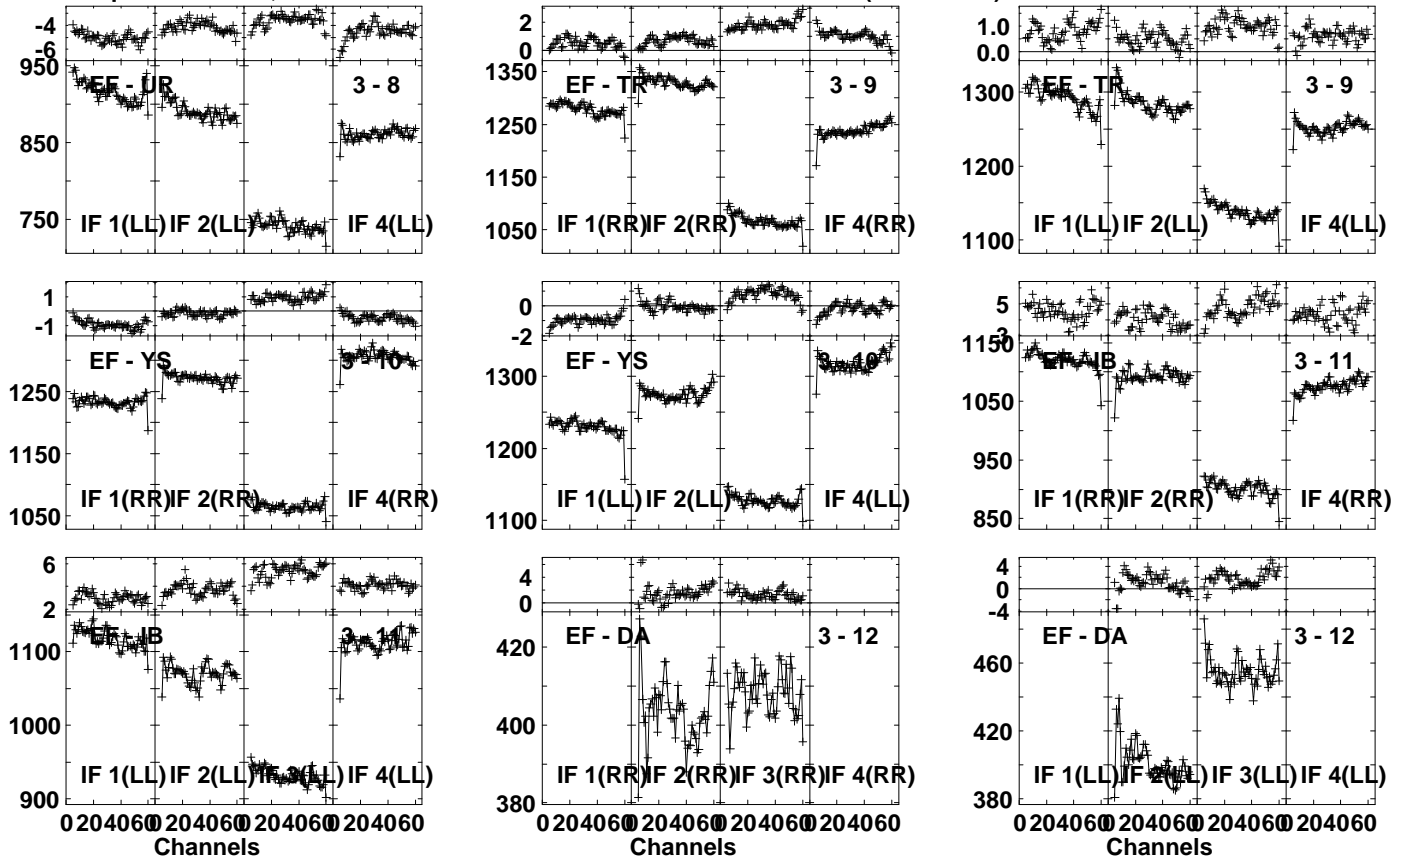 -4
-6
950
850
750
EF - UR
3 - 8
IF 1(LL)
IF 2(LL)
IF 4(LL)
2
0
1350
1250
1150
1050
EF - TR
3 - 9
IF 1(RR)
IF 2(RR)
IF 4(RR)
1.0
0.0
1300
1200
1100
EF - TR
3 - 9
IF 1(LL)
IF 2(LL)
IF 4(LL)
1
-1
1250
1150
1050
EF - YS
3 - 10
IF 1(RR)
IF 2(RR)
IF 4(RR)
0
-2
1300
1200
1100
EF - YS
3 - 10
IF 1(LL)
IF 2(LL)
IF 4(LL)
5
3
1150
1050
950
850
EF - IB
3 - 11
IF 1(RR)
IF 2(RR)
IF 4(RR)
6
2
1100
1000
900
EF - IB
3 - 11
IF 1(LL)
IF 2(LL)
IF 3(LL)
IF 4(LL)
0 204060 0 204060 0 204060 0 204060
Channels
4
0
420
400
380
EF - DA
3 - 12
IF 1(RR)
IF 2(RR)
IF 3(RR)
IF 4(RR)
0 204060 0 204060 0 204060 0 204060
Channels
4
0
-4
460
420
380
EF - DA
3 - 12
IF 1(LL)
IF 2(LL)
IF 3(LL)
IF 4(LL)
0 204060 0 204060 0 204060 0 204060
Channels